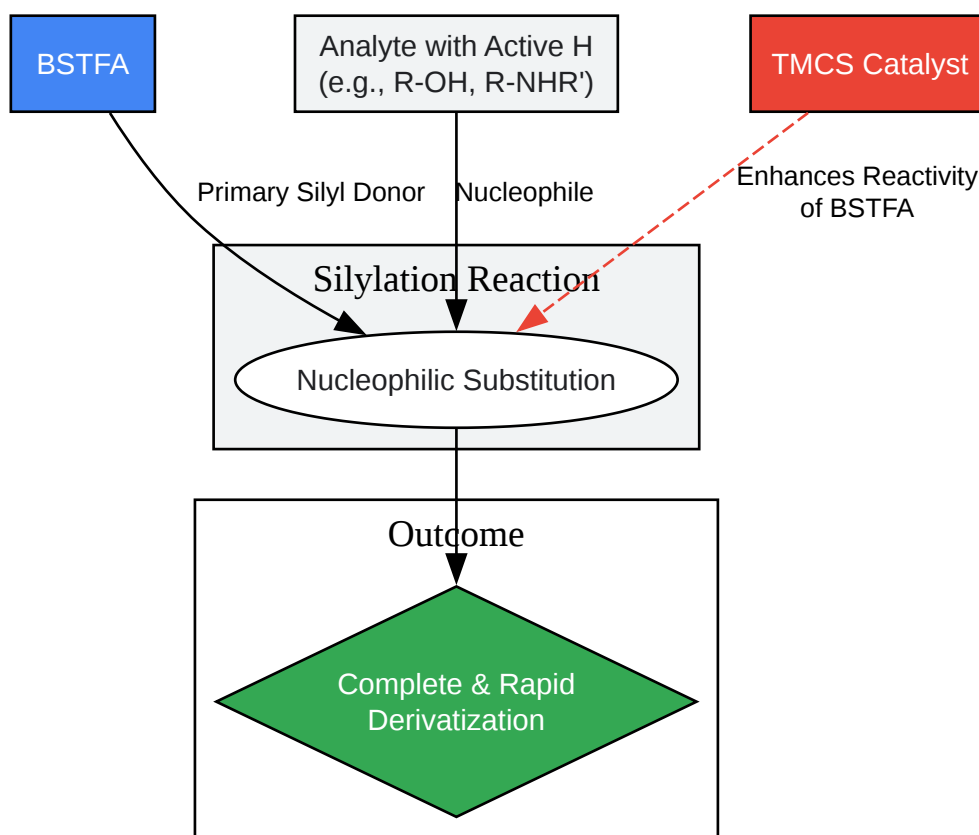 BSTFA
Analyte with Active H
(e.g., R-OH, R-NHR')
TMCS Catalyst
Primary Silyl Donor
Nucleophile
Enhances Reactivity
of BSTFA
Silylation Reaction
Nucleophilic Substitution
Outcome
Complete & Rapid
Derivatization